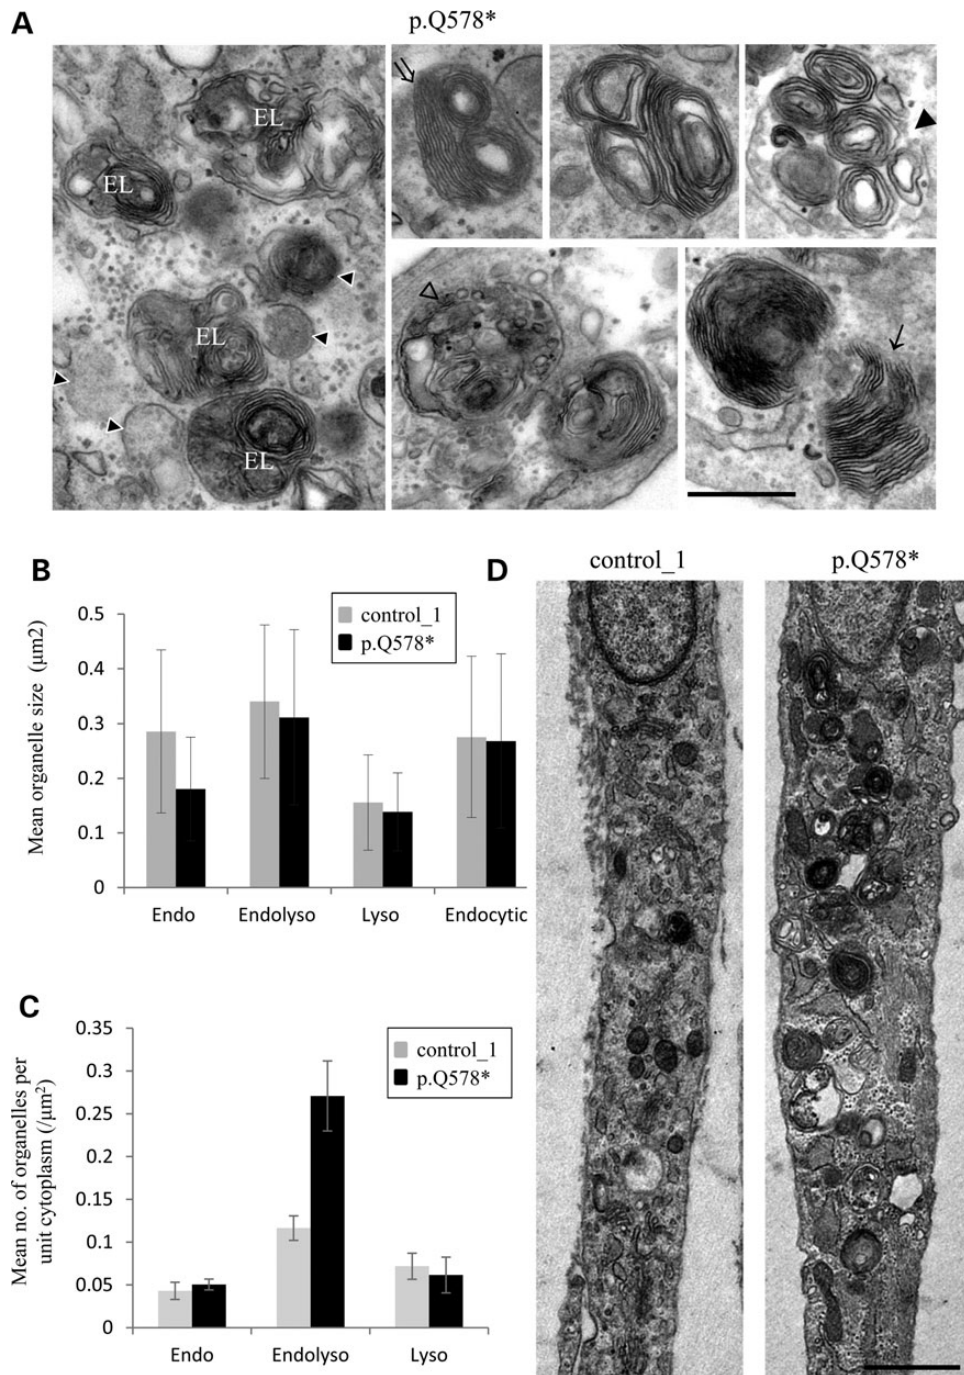 A
p.Q578*
EL
EL
EL
EL
B
control_1
p.Q578*
Mean organelle size (μm2)
0.5
0.4
0.3
0.2
0.1
0
Endo
Endolyso
Lyso
Endocytic
C
control_1
p.Q578*
Mean no. of organelles per
unit cytoplasm (/μm²)
0.35
0.3
0.25
0.2
0.15
0.1
0.05
0
Endo
Endolyso
Lyso
D
control_1
p.Q578*